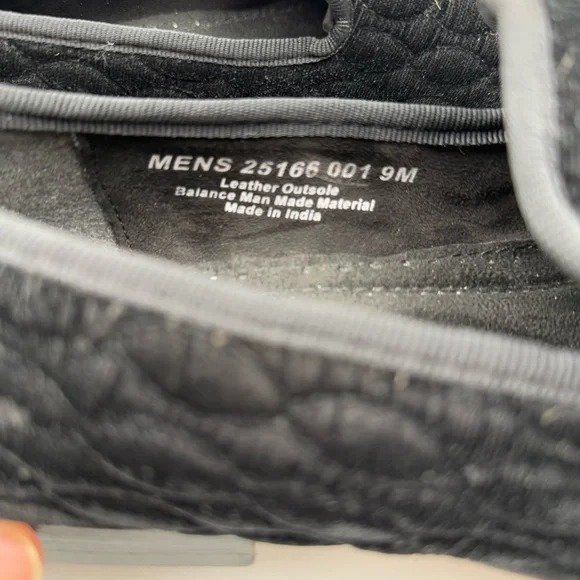 MENS 25166 001 9M
Leather Outsole
Balance Man Made Material
Made in India